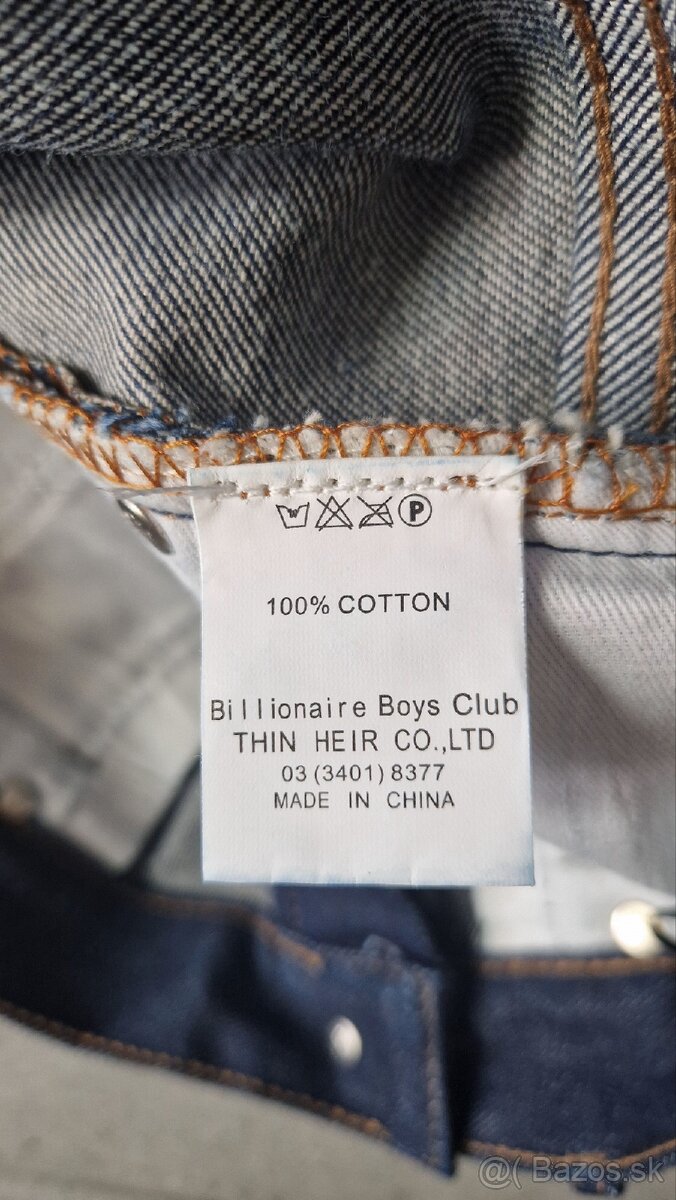 P
100% COTTON
Billionaire Boys Club
THIN HEIR CO.,LTD
03 (3401) 8377
MADE IN CHINA
@( Bazos.sk